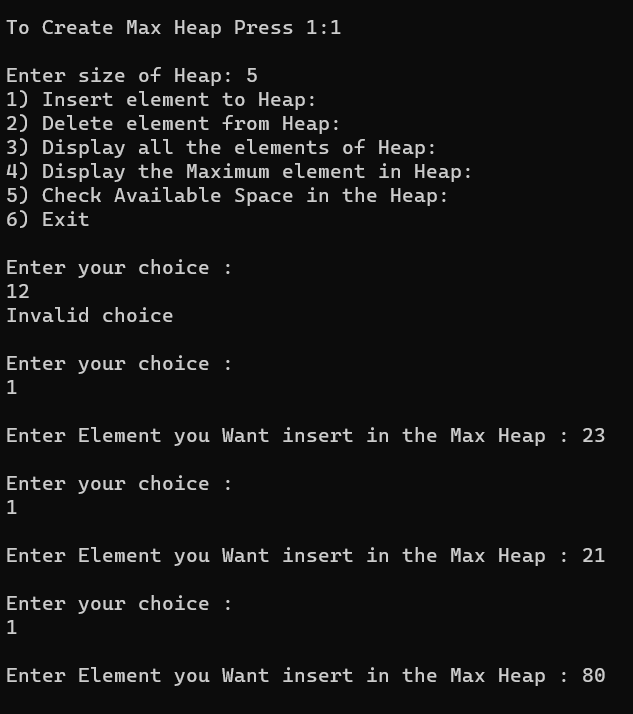 To Create Max Heap Press 1:1
Enter size of Heap: 5
1) Insert element to Heap:
2) Delete element from Heap:
3) Display all the elements of Heap:
4) Display the Maximum element in Heap:
5) Check Available Space in the Heap:
6) Exit
Enter your choice :
12
Invalid choice
Enter your choice :
1
Enter Element you Want insert in the Max Heap : 23
Enter your choice :
1
Enter Element you Want insert in the Max Heap : 21
Enter your choice :
1
Enter Element you Want insert in the Max Heap : 80